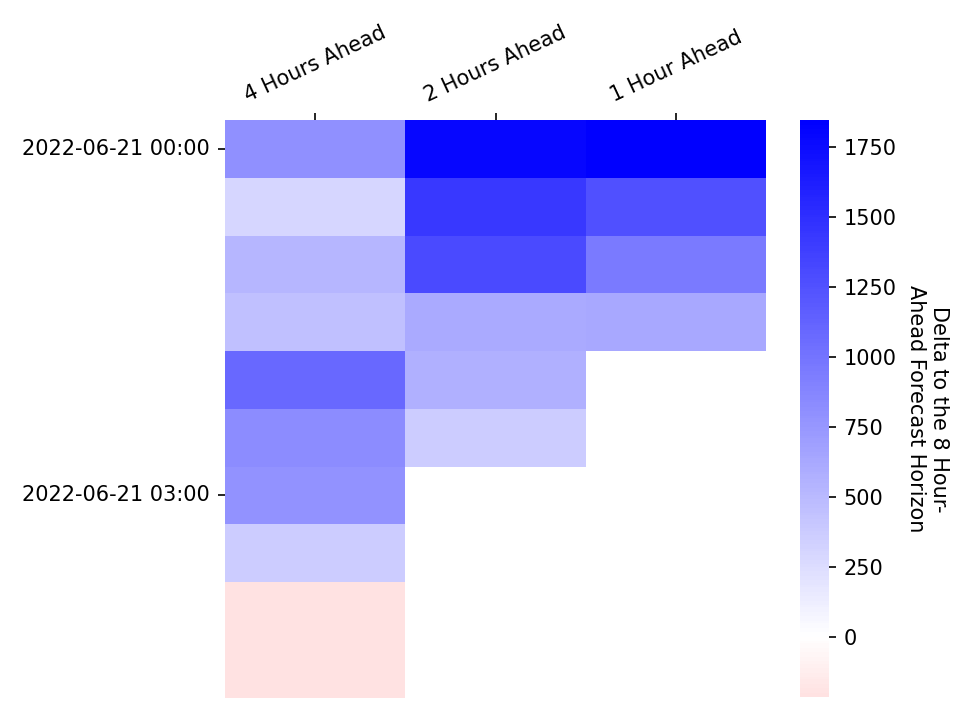 4 Hours Ahead
2 Hours Ahead
1 Hour Ahead
2022-06-21 00:00
2022-06-21 03:00
1750
1500
1250
1000
750
500
250
0
Delta to the 8 Hour-
Ahead Forecast Horizon